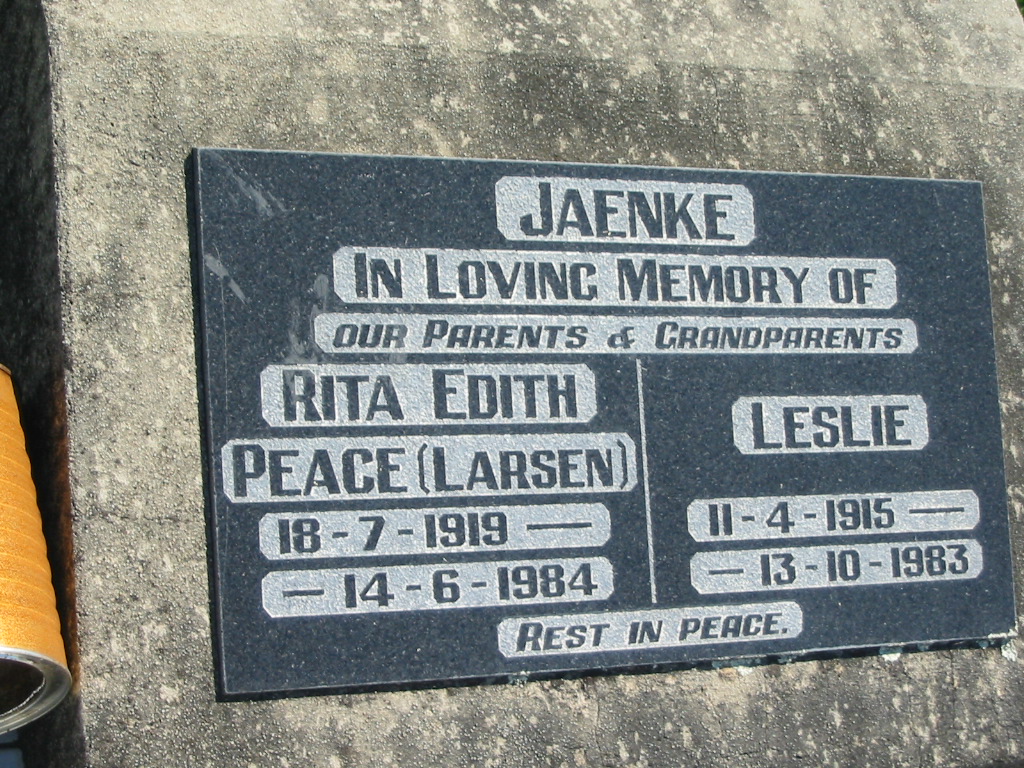 JAENKE
IN LOVING MEMORY OF
OUR PARENTS & GRANDPARENTS
RITA EDITH
PEACE (LARSEN)
18-7-1919 —
— 14-6-1984
LESLIE
11-4-1915 —
— 13-10-1983
REST IN PEACE.